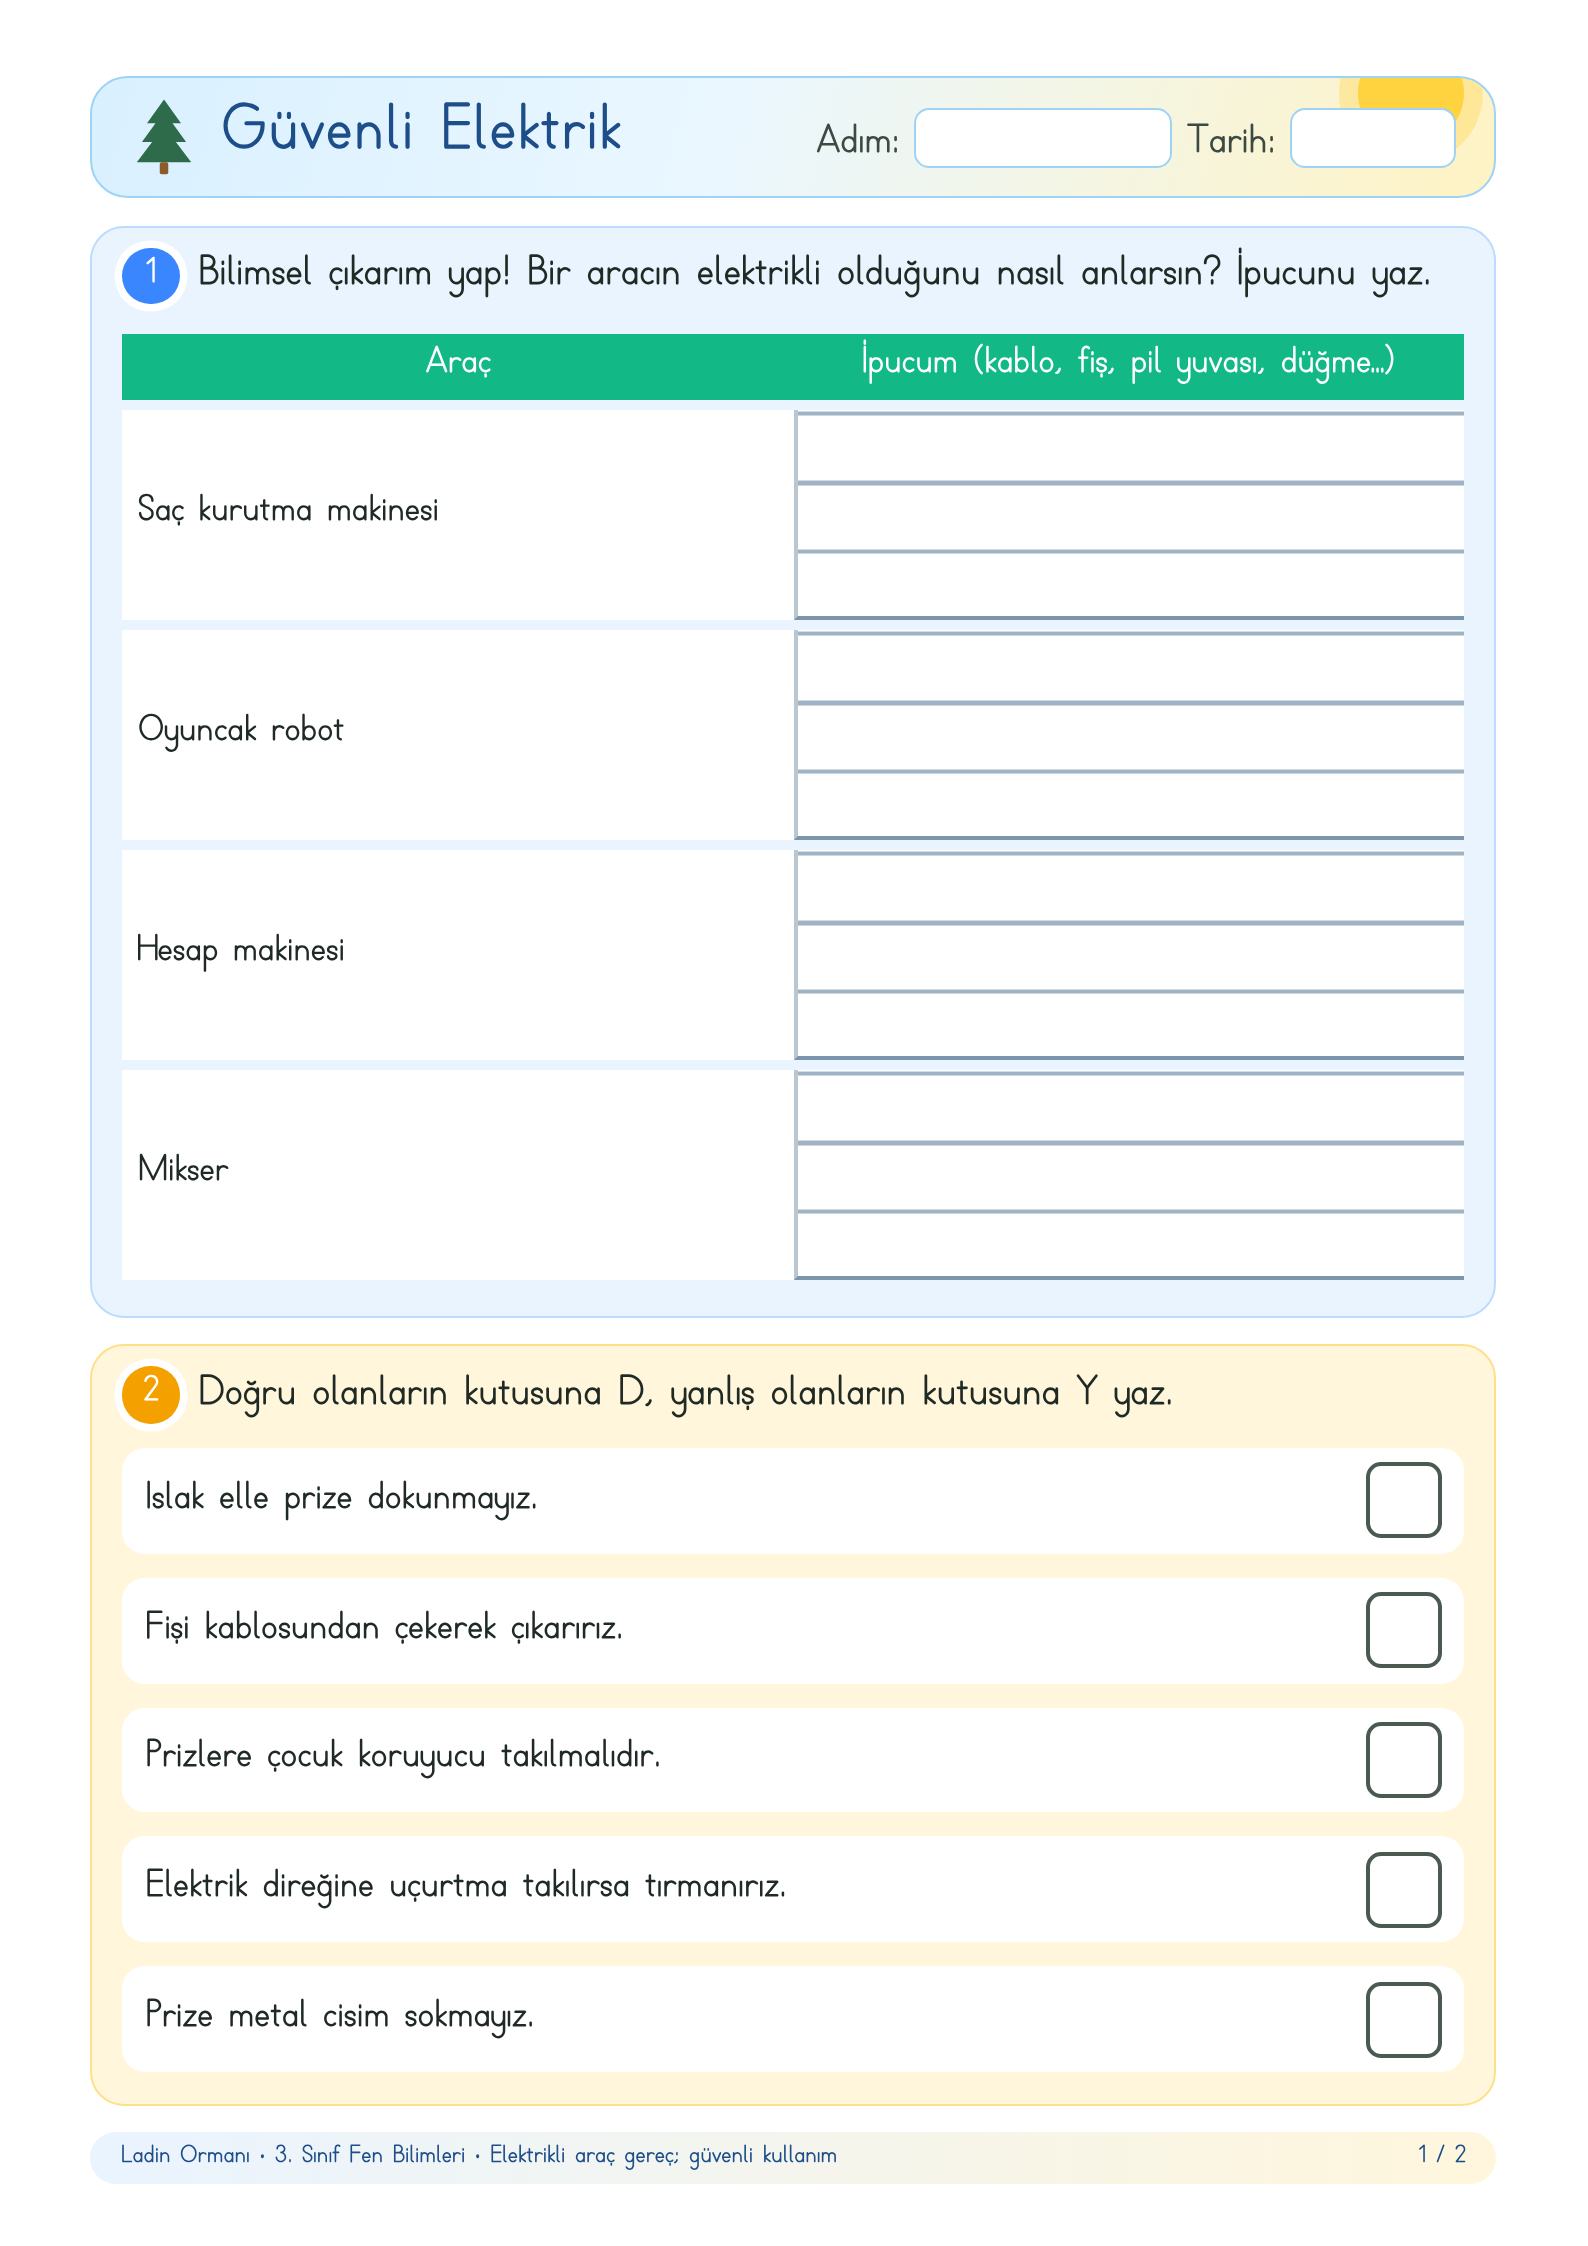 Güvenli Elektrik
Adım:
Tarih:
1 Bilimsel çıkarım yap! Bir aracın elektrikli olduğunu nasıl anlarsın? İpucunu yaz.
Araç
İpucum (kablo, fiş, pil yuvası, düğme...)
Saç kurutma makinesi
Oyuncak robot
Hesap makinesi
Mikser
2 Doğru olanların kutusuna D, yanlış olanların kutusuna Y yaz.
Islak elle prize dokunmayız.
Fişi kablosundan çekerek çıkarırız.
Prizlere çocuk koruyucu takılmalıdır.
Elektrik direğine uçurtma takılırsa tırmanırız.
Prize metal cisim sokmayız.
Ladin Ormanı • 3. Sınıf Fen Bilimleri • Elektrikli araç gereç; güvenli kullanım
1 / 2